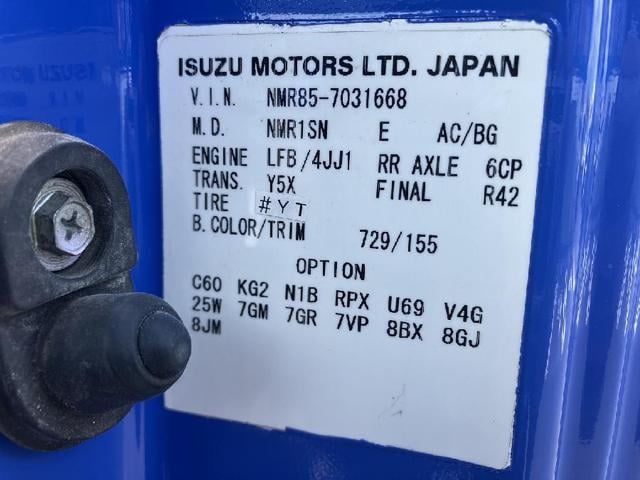 ISUZU MOTORS LTD. JAPAN
V.I.N. NMR85-7031668
M.D. NMR1SN E AC/BG
ENGINE LFB/4JJ1 RR AXLE 6CP
TRANS. Y5X FINAL R42
TIRE #YT
B.COLOR/TRIM 729/155
OPTION
C60 KG2 N1B RPX U69 V4G
25W 7GM 7GR 7VP 8BX 8GJ
8JM